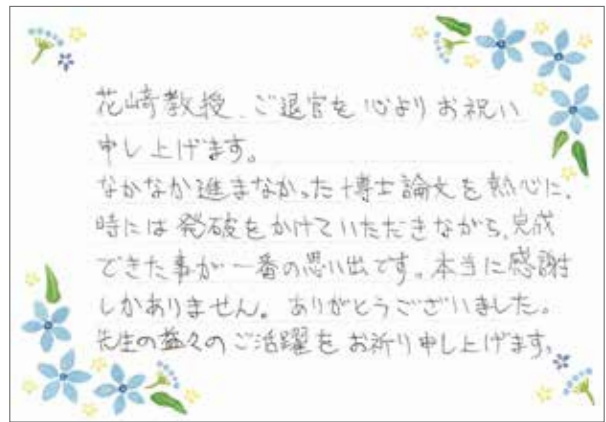 花崎教授、ご退官を心よりお祝い
申し上げます。
なかなか進まなかった博士論文を熱心に、
時には発破をかけていただきながら、完成
できた事が一番の思い出です。本当に感謝
しかありません。ありがとうございました。
先生の益々のご活躍をお祈り申し上げます。